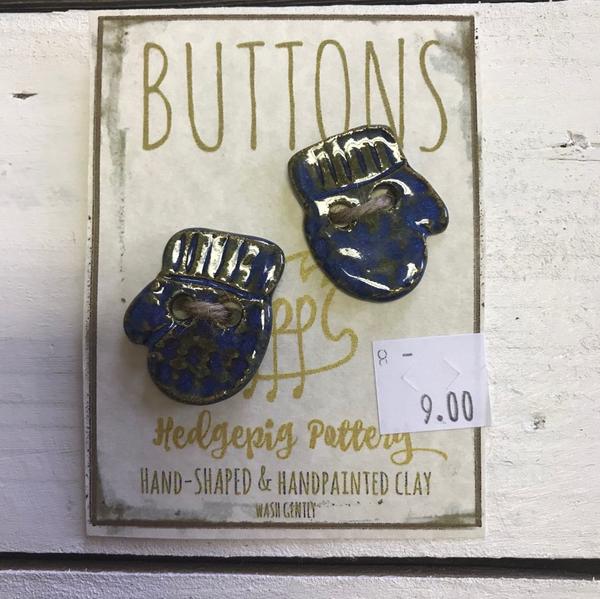 BUTTONS
9.00
Hedgepig Pottery
HAND-SHAPED & HANDPAINTED CLAY
WASH GENTLY